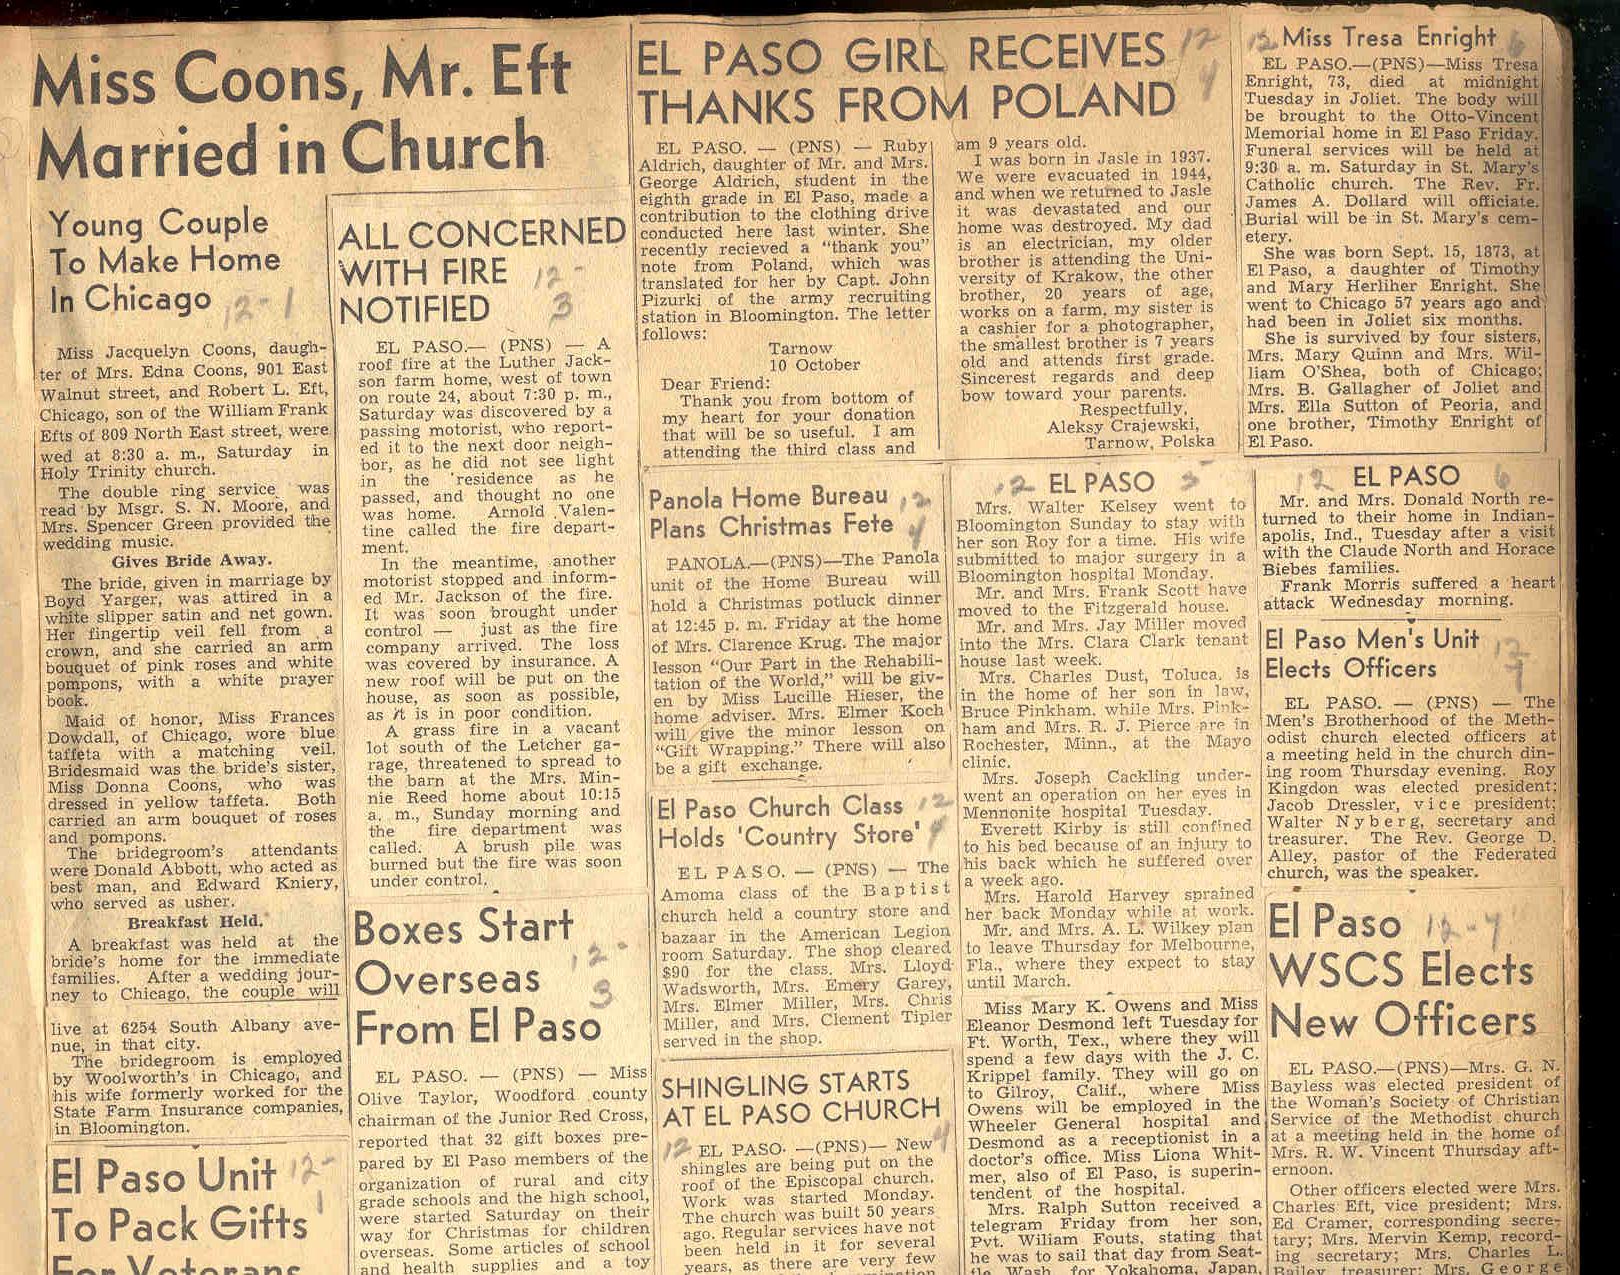 Miss Coons, Mr. Eft
Married in Church
Young Couple
To Make Home
In Chicago
12-1
Miss Jacquelyn Coons, daugh-
ter of Mrs. Edna Coons, 901 East
Walnut street, and Robert L. Eft,
Chicago, son of the William Frank
Efts of 809 North East street, were
wed at 8:30 a. m., Saturday in
Holy Trinity church.
The double ring service was
read by Msgr. S. N. Moore, and
Mrs. Spencer Green provided the
wedding music.
Gives Bride Away.
The bride, given in marriage by
Boyd Yarger, was attired in a
white slipper satin and net gown.
Her fingertip veil fell from a
crown, and she carried an arm
bouquet of pink roses and white
pompons, with a white prayer
book.
Maid of honor, Miss Frances
Dowdall, of Chicago, wore blue
taffeta with a matching veil.
Bridesmaid was the bride's sister,
Miss Donna Coons, who was
dressed in yellow taffeta. Both
carried an arm bouquet of roses
and pompons.
The bridegroom's attendants
were Donald Abbott, who acted as
best man, and Edward Kniery,
who served as usher.
Breakfast Held.
A breakfast was held at the
bride's home for the immediate
families. After a wedding jour-
ney to Chicago, the couple will
live at 6254 South Albany ave-
nue, in that city.
The bridegroom is employed
by Woolworth's in Chicago, and
his wife formerly worked for the
State Farm Insurance companies,
in Bloomington.
El Paso Unit
12-1
To Pack Gifts
For Veterans
ALL CONCERNED
WITH FIRE
NOTIFIED
12-3
EL PASO.— (PNS) — A
roof fire at the Luther Jack-
son farm home, west of town
on route 24, about 7:30 p. m.,
Saturday was discovered by a
passing motorist, who report-
ed it to the next door neigh-
bor, as he did not see light
in the 'residence as he
passed, and thought no one
was home. Arnold Valen-
tine called the fire depart-
ment.
In the meantime, another
motorist stopped and inform-
ed Mr. Jackson of the fire.
It was soon brought under
control — just as the fire
company arrived. The loss
was covered by insurance. A
new roof will be put on the
house, as soon as possible,
as it is in poor condition.
A grass fire in a vacant
lot south of the Letcher ga-
rage, threatened to spread to
the barn at the Mrs. Min-
nie Reed home about 10:15
a. m., Sunday morning and
the fire department was
called. A brush pile was
burned but the fire was soon
under control.
Boxes Start
Overseas
From El Paso
12-3
EL PASO. — (PNS) — Miss
Olive Taylor, Woodford county
chairman of the Junior Red Cross,
reported that 32 gift boxes pre-
pared by El Paso members of the
organization of rural and city
grade schools and the high school,
were started Saturday on their
way for Christmas for children
overseas. Some articles of school
and health supplies and a toy
EL PASO GIRL RECEIVES
THANKS FROM POLAND
12
4
EL PASO. — (PNS) — Ruby
Aldrich, daughter of Mr. and Mrs.
George Aldrich, student in the
eighth grade in El Paso, made a
contribution to the clothing drive
conducted here last winter. She
recently recieved a "thank you"
note from Poland, which was
translated for her by Capt. John
Pizurki of the army recruiting
station in Bloomington. The letter
follows:
Tarnow
10 October
Dear Friend:
Thank you from bottom of
my heart for your donation
that will be so useful. I am
attending the third class and
am 9 years old.
I was born in Jasle in 1937.
We were evacuated in 1944,
and when we returned to Jasle
it was devastated and our
home was destroyed. My dad
is an electrician, my older
brother is attending the Uni-
versity of Krakow, the other
brother, 20 years of age,
works on a farm, my sister is
a cashier for a photographer,
the smallest brother is 7 years
old and attends first grade.
Sincerest regards and deep
bow toward your parents.
Respectfully,
Aleksy Crajewski,
Tarnow, Polska
Panola Home Bureau
Plans Christmas Fete
12
4
PANOLA.—(PNS)—The Panola
unit of the Home Bureau will
hold a Christmas potluck dinner
at 12:45 p. m. Friday at the home
of Mrs. Clarence Krug. The major
lesson "Our Part in the Rehabili-
tation of the World," will be giv-
en by Miss Lucille Hieser, the
home adviser. Mrs. Elmer Koch
will give the minor lesson on
"Gift Wrapping." There will also
be a gift exchange.
El Paso Church Class
Holds 'Country Store'
12
4
EL PASO. — (PNS) — The
Amoma class of the Baptist
church held a country store and
bazaar in the American Legion
room Saturday. The shop cleared
$90 for the class. Mrs. Lloyd
Wadsworth, Mrs. Emery Garey,
Mrs. Elmer Miller, Mrs. Chris
Miller, and Mrs. Clement Tipler
served in the shop.
SHINGLING STARTS
AT EL PASO CHURCH
12
4
EL PASO. —(PNS)— New
shingles are being put on the
roof of the Episcopal church.
Work was started Monday.
The church was built 50 years
ago. Regular services have not
been held in it for several
years, as there are very few
12 EL PASO 5
Mrs. Walter Kelsey went to
Bloomington Sunday to stay with
her son Roy for a time. His wife
submitted to major surgery in a
Bloomington hospital Monday.
Mr. and Mrs. Frank Scott have
moved to the Fitzgerald house.
Mr. and Mrs. Jay Miller moved
into the Mrs. Clara Clark tenant
house last week.
Mrs. Charles Dust, Toluca, is
in the home of her son in law,
Bruce Pinkham, while Mrs. Pink-
ham and Mrs. R. J. Pierce are in
Rochester, Minn., at the Mayo
clinic.
Mrs. Joseph Cackling under-
went an operation on her eyes in
Mennonite hospital Tuesday.
Everett Kirby is still confined
to his bed because of an injury to
his back which he suffered over
a week ago.
Mrs. Harold Harvey sprained
her back Monday while at work.
Mr. and Mrs. A. L. Wilkey plan
to leave Thursday for Melbourne,
Fla., where they expect to stay
until March.
Miss Mary K. Owens and Miss
Eleanor Desmond left Tuesday for
Ft. Worth, Tex., where they will
spend a few days with the J. C.
Krippel family. They will go on
to Gilroy, Calif., where Miss
Owens will be employed in the
Wheeler General hospital and
Desmond as a receptionist in a
doctor's office. Miss Liona Whit-
mer, also of El Paso, is superin-
tendent of the hospital.
Mrs. Ralph Sutton received a
telegram Friday from her son,
Pvt. Wiliam Fouts, stating that
he was to sail that day from Seat-
tle, Wash., for Yokahoma, Japan,
12 Miss Tresa Enright 6
EL PASO.—(PNS)—Miss Tresa
Enright, 73, died at midnight
Tuesday in Joliet. The body will
be brought to the Otto-Vincent
Memorial home in El Paso Friday.
Funeral services will be held at
9:30 a. m. Saturday in St. Mary's
Catholic church. The Rev. Fr.
James A. Dollard will officiate.
Burial will be in St. Mary's cem-
etery.
She was born Sept. 15, 1873, at
El Paso, a daughter of Timothy
and Mary Herliher Enright. She
went to Chicago 57 years ago and
had been in Joliet six months.
She is survived by four sisters,
Mrs. Mary Quinn and Mrs. Wil-
liam O'Shea, both of Chicago;
Mrs. B. Gallagher of Joliet and
Mrs. Ella Sutton of Peoria, and
one brother, Timothy Enright of
El Paso.
12 EL PASO 6
Mr. and Mrs. Donald North re-
turned to their home in Indian-
apolis, Ind., Tuesday after a visit
with the Claude North and Horace
Biebes families.
Frank Morris suffered a heart
attack Wednesday morning.
El Paso Men's Unit
Elects Officers
12
7
EL PASO. — (PNS) — The
Men's Brotherhood of the Meth-
odist church elected officers at
a meeting held in the church din-
ing room Thursday evening. Roy
Kingdon was elected president;
Jacob Dressler, vice president;
Walter Nyberg, secretary and
treasurer. The Rev. George D.
Alley, pastor of the Federated
church, was the speaker.
El Paso
WSCS Elects
New Officers
EL PASO.—(PNS)—Mrs. G. N.
Bayless was elected president of
the Woman's Society of Christian
Service of the Methodist church
at a meeting held in the home of
Mrs. R. W. Vincent Thursday aft-
ernoon.
Other officers elected were Mrs.
Charles Eft, vice president; Mrs.
Ed Cramer, corresponding secre-
tary; Mrs. Mervin Kemp, record-
ing secretary; Mrs. Charles L.
Bailey, treasurer; Mrs. George